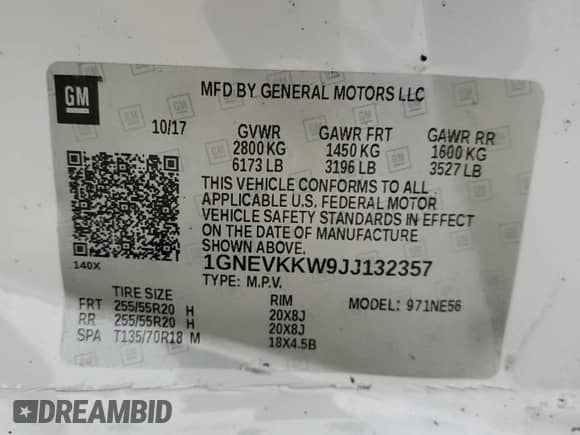 GM
MFD BY GENERAL MOTORS LLC
10/17 GVWR GAWR FRT GAWR RR
2800 KG 1450 KG 1600 KG
6173 LB 3196 LB 3527 LB
THIS VEHICLE CONFORMS TO ALL
APPLICABLE U.S. FEDERAL MOTOR
VEHICLE SAFETY STANDARDS IN EFFECT
ON THE DATE OF MANUFACTURE
SHOWN ABOVE.
140X
1GNEVKKW9JJ132357
TYPE: M.P.V.
TIRE SIZE RIM MODEL: 971NE56
FRT 255/55R20 H 20X8J
RR 255/55R20 H 20X8J
SPA T135/70R18 M 18X4.5B
DREAMBID